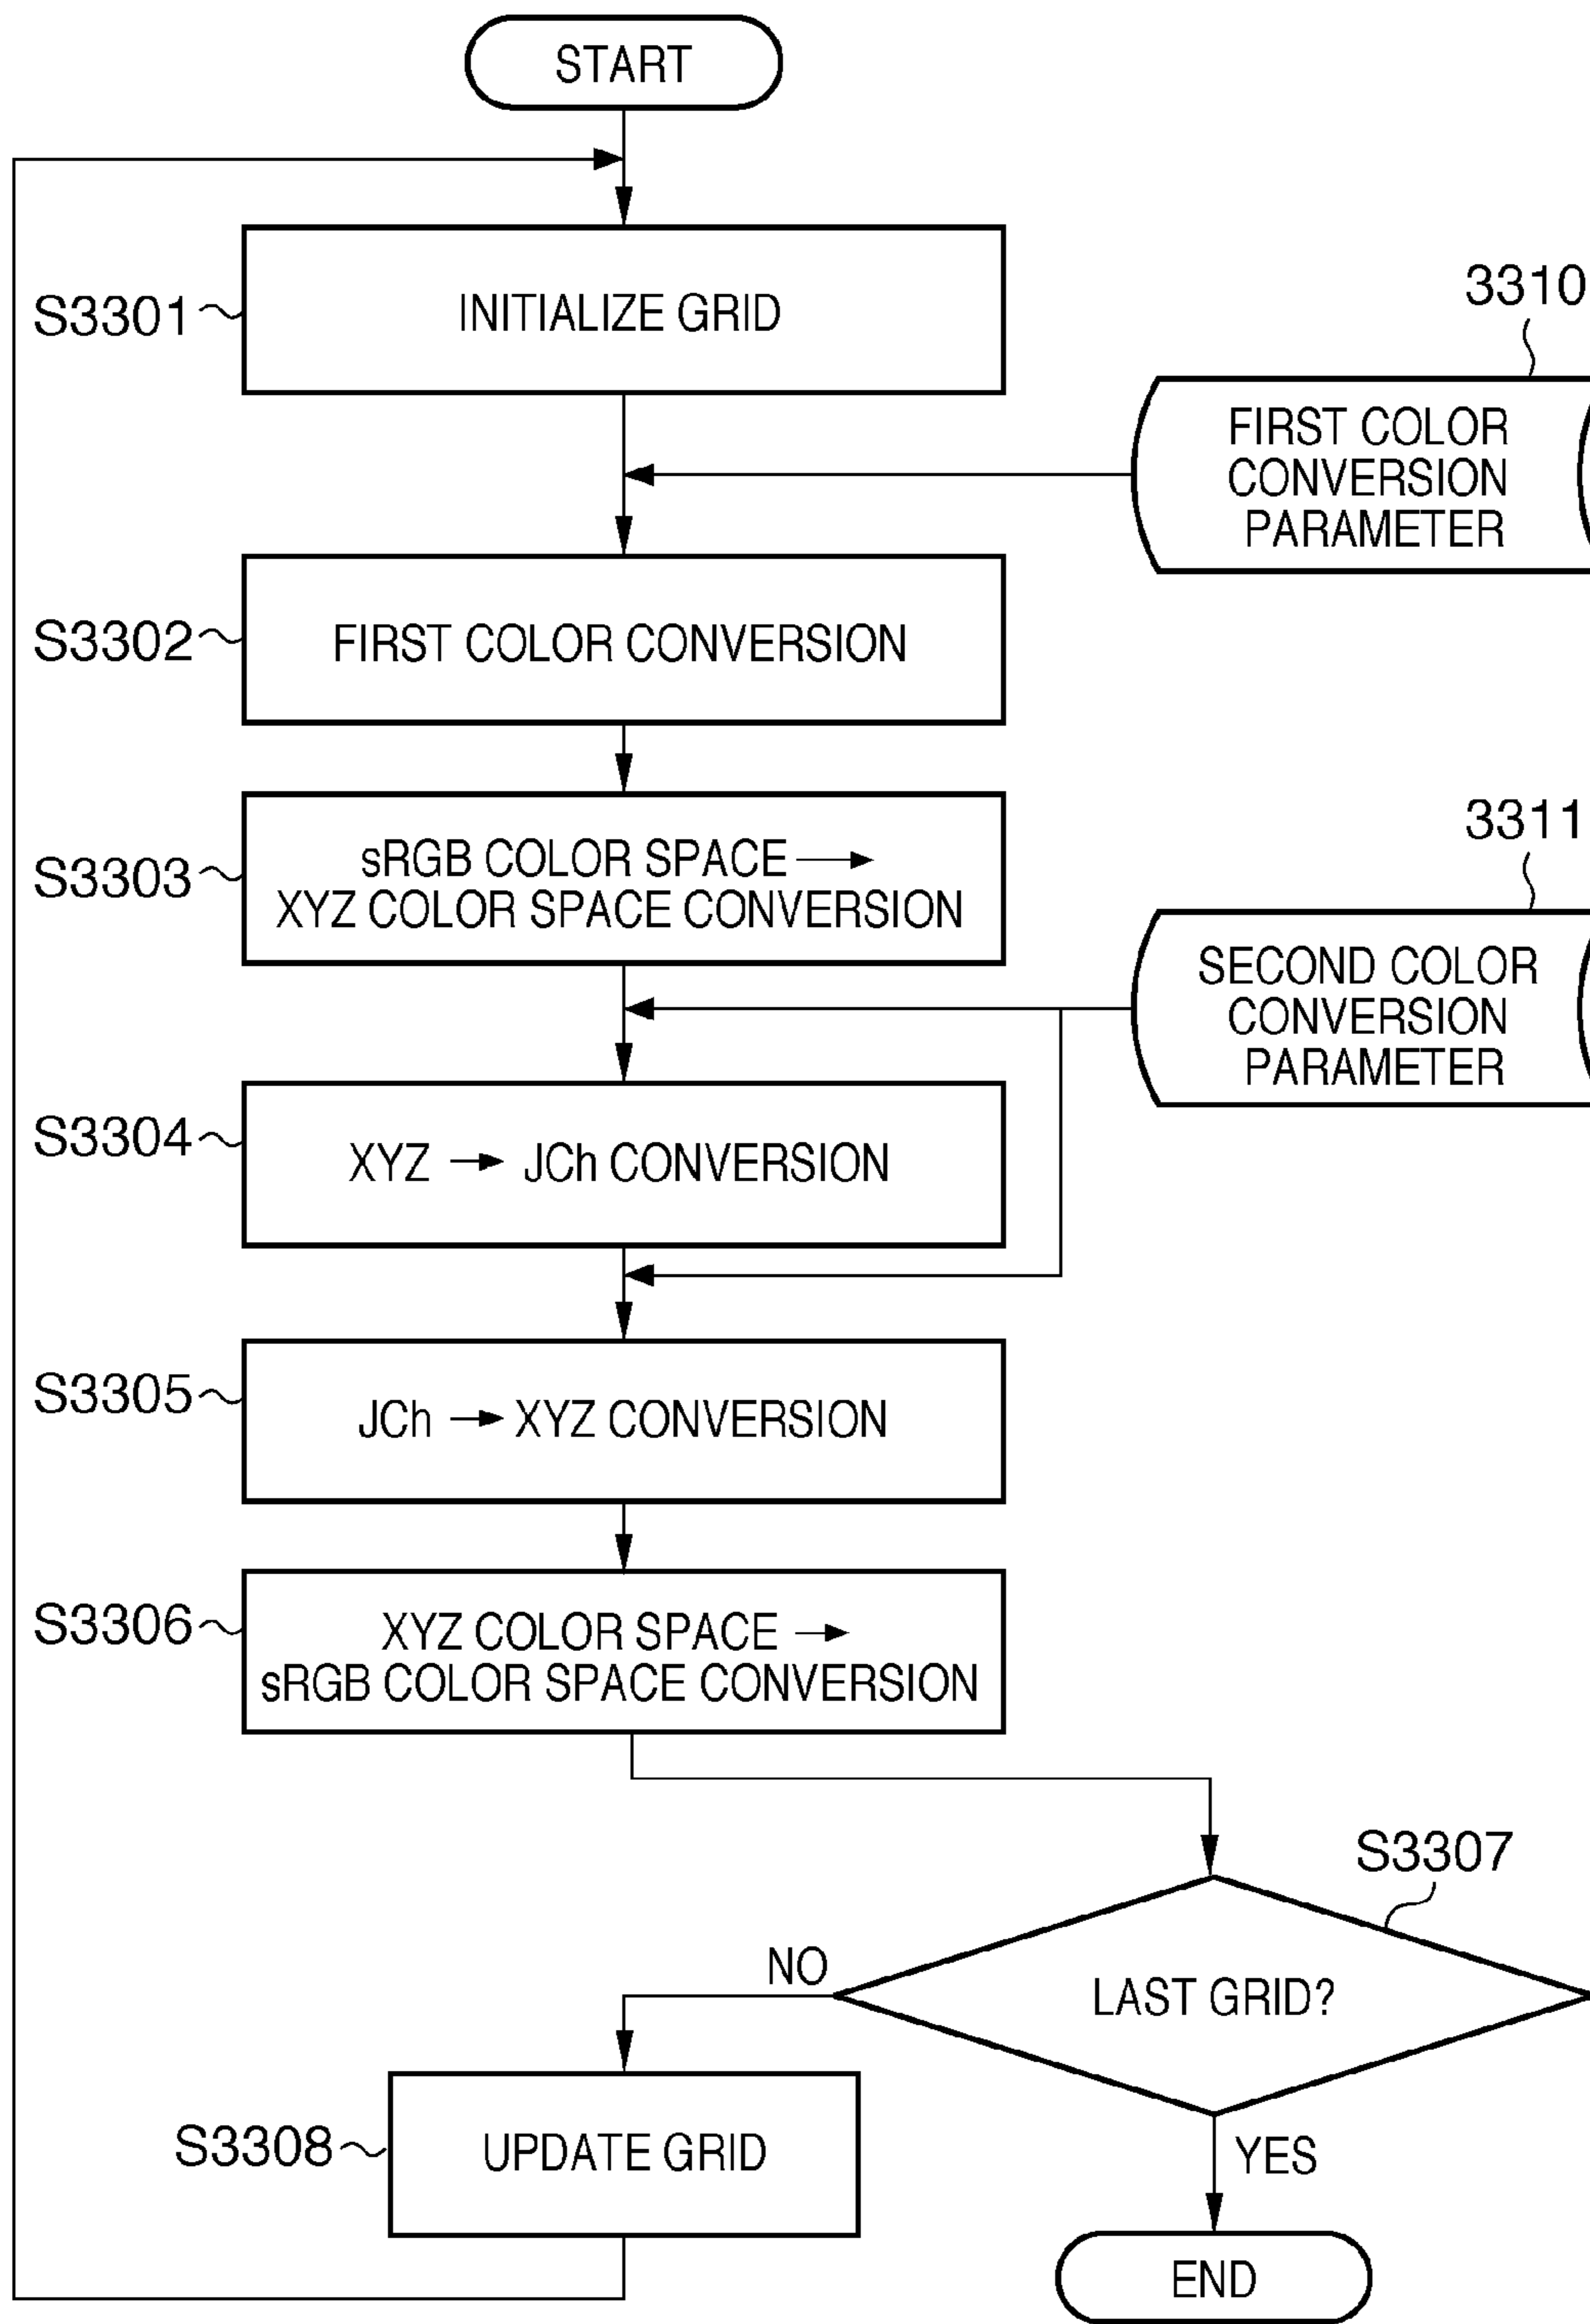 START
S3301
INITIALIZE GRID
3310
FIRST COLOR
CONVERSION
PARAMETER
S3302
FIRST COLOR CONVERSION
S3303
sRGB COLOR SPACE →
XYZ COLOR SPACE CONVERSION
3311
SECOND COLOR
CONVERSION
PARAMETER
S3304
XYZ → JCh CONVERSION
S3305
JCh → XYZ CONVERSION
S3306
XYZ COLOR SPACE →
sRGB COLOR SPACE CONVERSION
S3307
LAST GRID?
NO
YES
S3308
UPDATE GRID
END